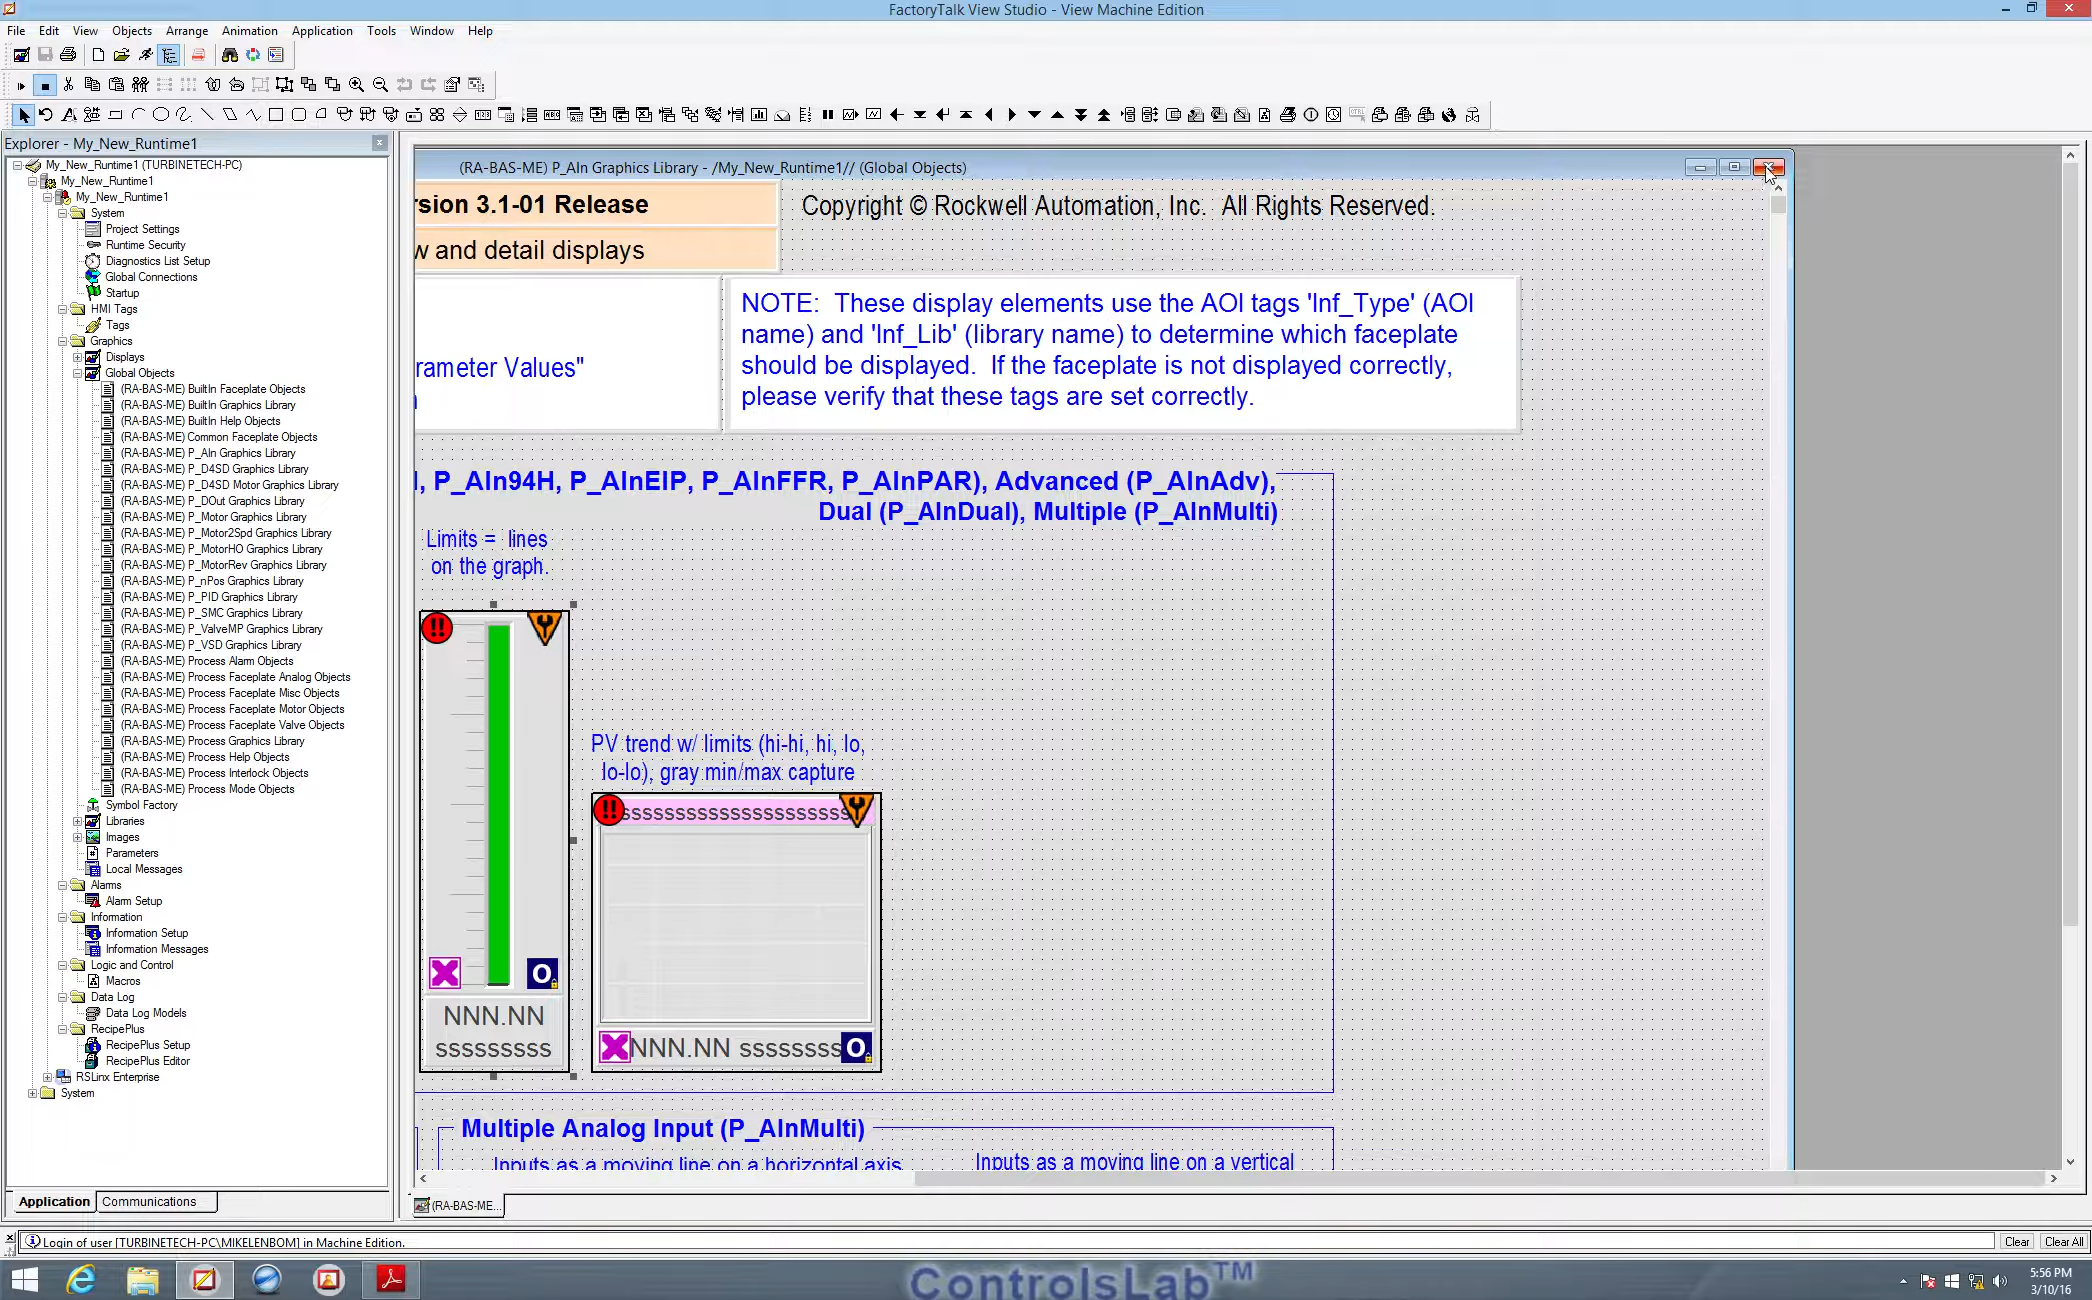 FactoryTalk View Studio - View Machine Edition
File Edit View Objects Arrange Animation Application Tools Window Help
Explorer - My_New_Runtime1
My_New_Runtime1 (TURBINETECH-PC)
My_New_Runtime1
My_New_Runtime1
System
Project Settings
Runtime Security
Diagnostics List Setup
Global Connections
Startup
HMI Tags
Tags
Graphics
Displays
Global Objects
(RA-BAS-ME) BuiltIn Faceplate Objects
(RA-BAS-ME) BuiltIn Graphics Library
(RA-BAS-ME) BuiltIn Help Objects
(RA-BAS-ME) Common Faceplate Objects
(RA-BAS-ME) P_AIn Graphics Library
(RA-BAS-ME) P_D4SD Graphics Library
(RA-BAS-ME) P_D4SD Motor Graphics Library
(RA-BAS-ME) P_DOut Graphics Library
(RA-BAS-ME) P_Motor Graphics Library
(RA-BAS-ME) P_Motor2Spd Graphics Library
(RA-BAS-ME) P_MotorHO Graphics Library
(RA-BAS-ME) P_MotorRev Graphics Library
(RA-BAS-ME) P_nPos Graphics Library
(RA-BAS-ME) P_PID Graphics Library
(RA-BAS-ME) P_SMC Graphics Library
(RA-BAS-ME) P_ValveMP Graphics Library
(RA-BAS-ME) P_VSD Graphics Library
(RA-BAS-ME) Process Alarm Objects
(RA-BAS-ME) Process Faceplate Analog Objects
(RA-BAS-ME) Process Faceplate Misc Objects
(RA-BAS-ME) Process Faceplate Motor Objects
(RA-BAS-ME) Process Faceplate Valve Objects
(RA-BAS-ME) Process Graphics Library
(RA-BAS-ME) Process Help Objects
(RA-BAS-ME) Process Interlock Objects
(RA-BAS-ME) Process Mode Objects
Symbol Factory
Libraries
Images
Parameters
Local Messages
Alarms
Alarm Setup
Information
Information Setup
Information Messages
Logic and Control
Macros
Data Log
Data Log Models
RecipePlus
RecipePlus Setup
RecipePlus Editor
RSLinx Enterprise
System
Application Communications
(RA-BAS-ME) P_AIn Graphics Library - /My_New_Runtime1// (Global Objects)
sion 3.1-01 Release
Copyright © Rockwell Automation, Inc. All Rights Reserved.
w and detail displays
rameter Values"
NOTE: These display elements use the AOI tags 'Inf_Type' (AOI
name) and 'Inf_Lib' (library name) to determine which faceplate
should be displayed. If the faceplate is not displayed correctly,
please verify that these tags are set correctly.
, P_AIn94H, P_AInEIP, P_AInFFR, P_AInPAR), Advanced (P_AInAdv),
Dual (P_AInDual), Multiple (P_AInMulti)
Limits = lines
on the graph.
PV trend w/ limits (hi-hi, hi, lo,
lo-lo), gray min/max capture
!!
!!
sssssssssssssssssssss
O
NNN.NN
sssssssss
NNN.NN ssssssss
O
Multiple Analog Input (P_AInMulti)
Inputs as a moving line on a horizontal axis
Inputs as a moving line on a vertical
(RA-BAS-ME...
Login of user [TURBINETECH-PC\MIKELENBOM] in Machine Edition.
Clear Clear All
ControlsLab™
5:56 PM
3/10/16